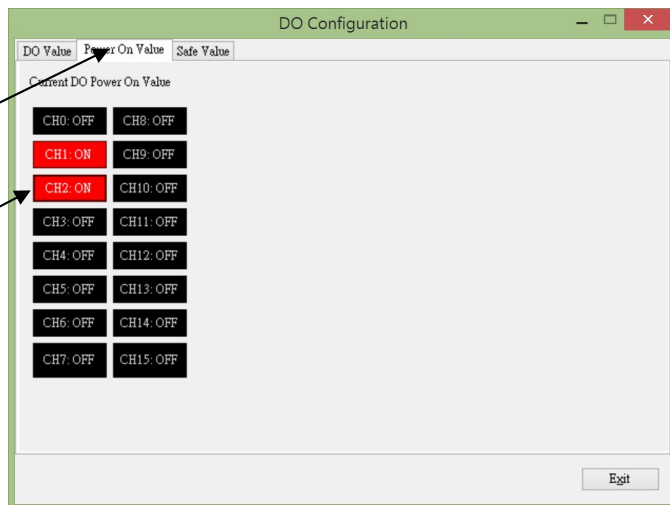 DO Configuration
DO Value Power On Value Safe Value
Current DO Power On Value
CH0: OFF CH8: OFF
CH1: ON CH9: OFF
CH2: ON CH10: OFF
CH3: OFF CH11: OFF
CH4: OFF CH12: OFF
CH5: OFF CH13: OFF
CH6: OFF CH14: OFF
CH7: OFF CH15: OFF
Exit